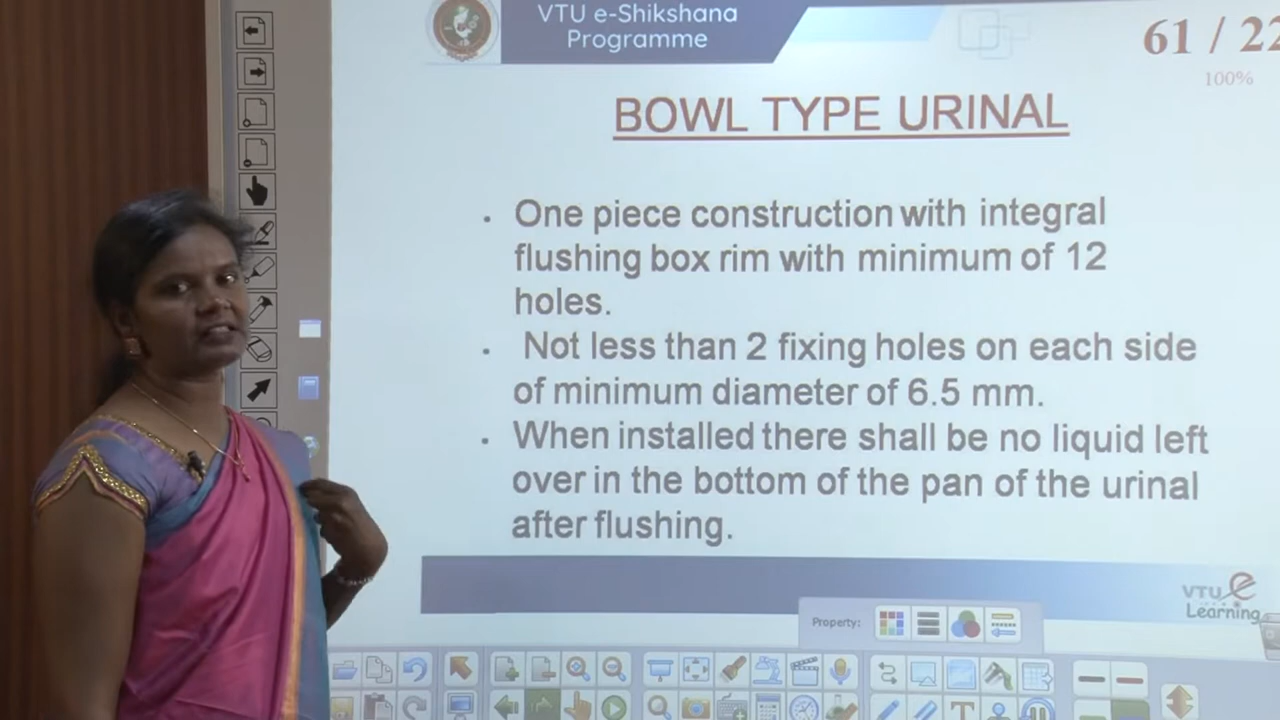 VTU e-Shikshana
Programme
61 / 22
100%
BOWL TYPE URINAL
. One piece construction with integral
flushing box rim with minimum of 12
holes.
. Not less than 2 fixing holes on each side
of minimum diameter of 6.5 mm.
. When installed there shall be no liquid left
over in the bottom of the pan of the urinal
after flushing.
VTU e
Learning
Property:
T